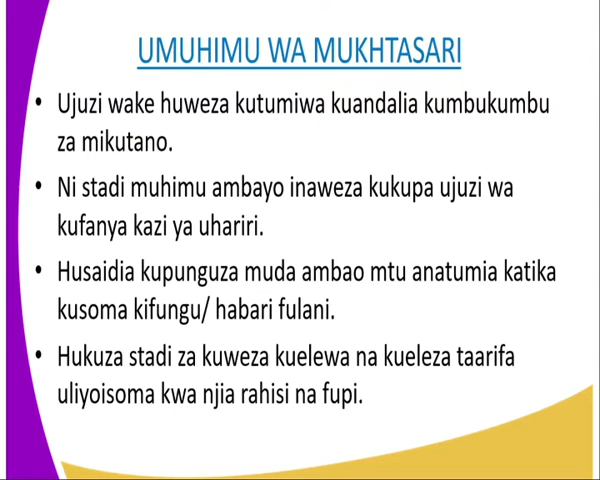 UMUHIMU WA MUKHTASARI
• Ujuzi wake huweza kutumiwa kuandalia kumbukumbu
za mikutano.
• Ni stadi muhimu ambayo inaweza kukupa ujuzi wa
kufanya kazi ya uhariri.
• Husaidia kupunguza muda ambao mtu anatumia katika
kusoma kifungu/ habari fulani.
• Hukuza stadi za kuweza kuelewa na kueleza taarifa
uliyoisoma kwa njia rahisi na fupi.